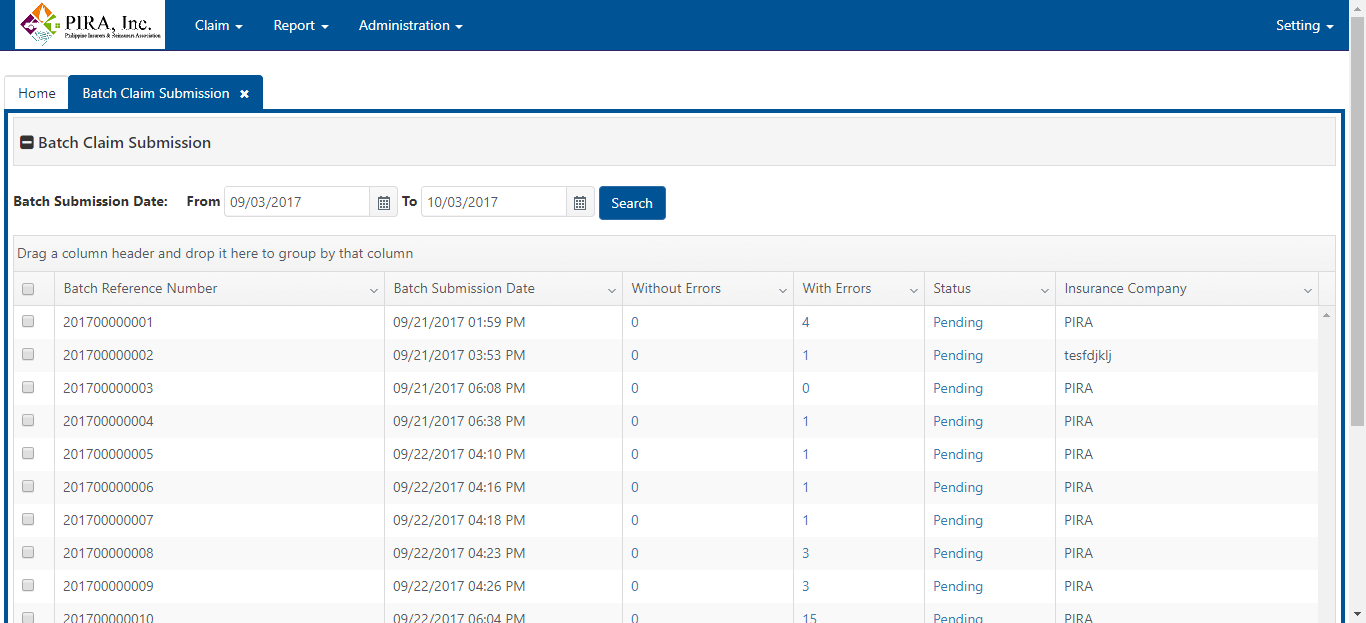 PIRA, Inc.
Philippine Insurers & Reinsurers Association
Claim Report Administration Setting
Home Batch Claim Submission
Batch Claim Submission
Batch Submission Date: From 09/03/2017 To 10/03/2017 Search
Drag a column header and drop it here to group by that column
Batch Reference Number Batch Submission Date Without Errors With Errors Status Insurance Company
201700000001 09/21/2017 01:59 PM 0 4 Pending PIRA
201700000002 09/21/2017 03:53 PM 0 1 Pending tesfdjklj
201700000003 09/21/2017 06:08 PM 0 0 Pending PIRA
201700000004 09/21/2017 06:38 PM 0 1 Pending PIRA
201700000005 09/22/2017 04:10 PM 0 1 Pending PIRA
201700000006 09/22/2017 04:16 PM 0 1 Pending PIRA
201700000007 09/22/2017 04:18 PM 0 1 Pending PIRA
201700000008 09/22/2017 04:23 PM 0 3 Pending PIRA
201700000009 09/22/2017 04:26 PM 0 3 Pending PIRA
201700000010 09/22/2017 06:04 PM 0 15 Pending PIRA